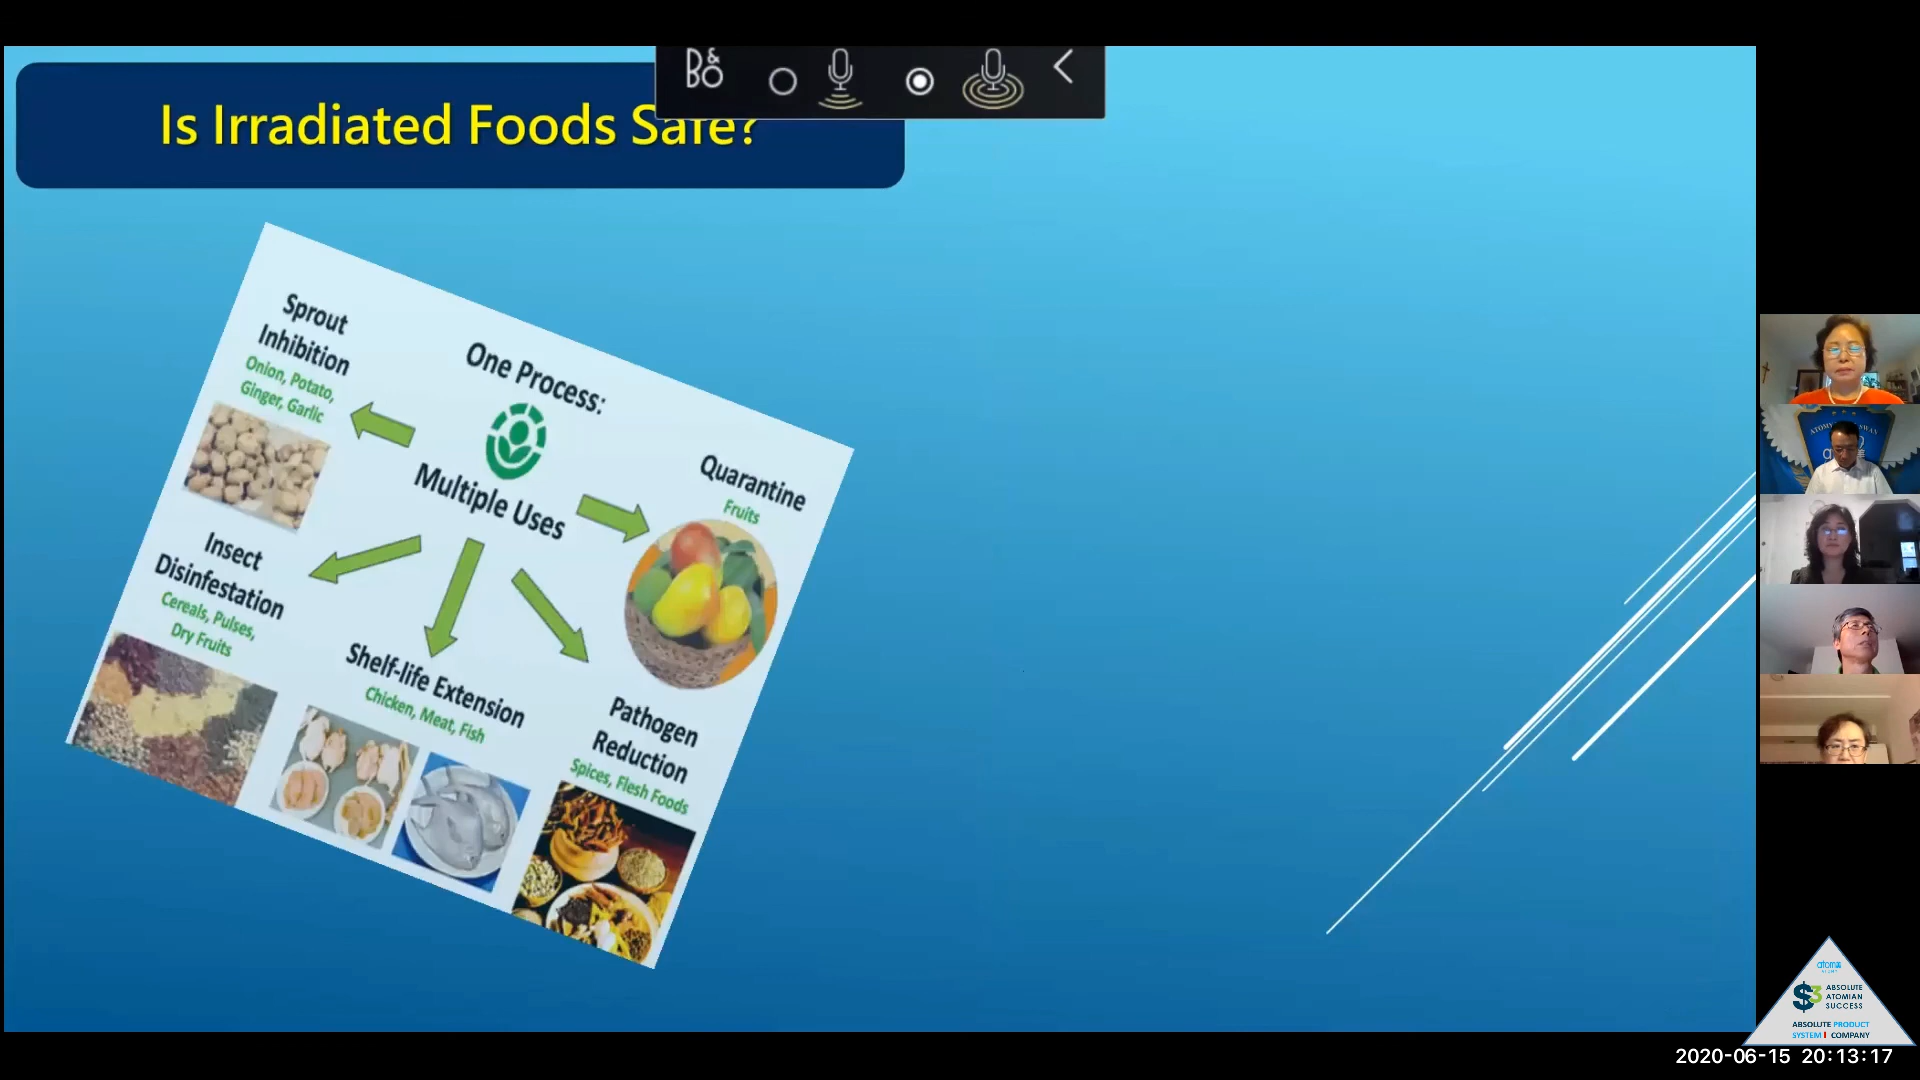 B&O
Is Irradiated Foods Safe?
One Process:
Multiple Uses
Sprout
Inhibition
Onion, Potato,
Ginger, Garlic
Quarantine
Fruits
Insect
Disinfestation
Cereals, Pulses,
Dry Fruits
Shelf-life Extension
Chicken, Meat, Fish
Pathogen
Reduction
Spices, Flesh Foods
atomy
$3 ABSOLUTE
ATOMIAN
SUCCESS
ABSOLUTE PRODUCT
SYSTEM COMPANY
2020-06-15 20:13:17